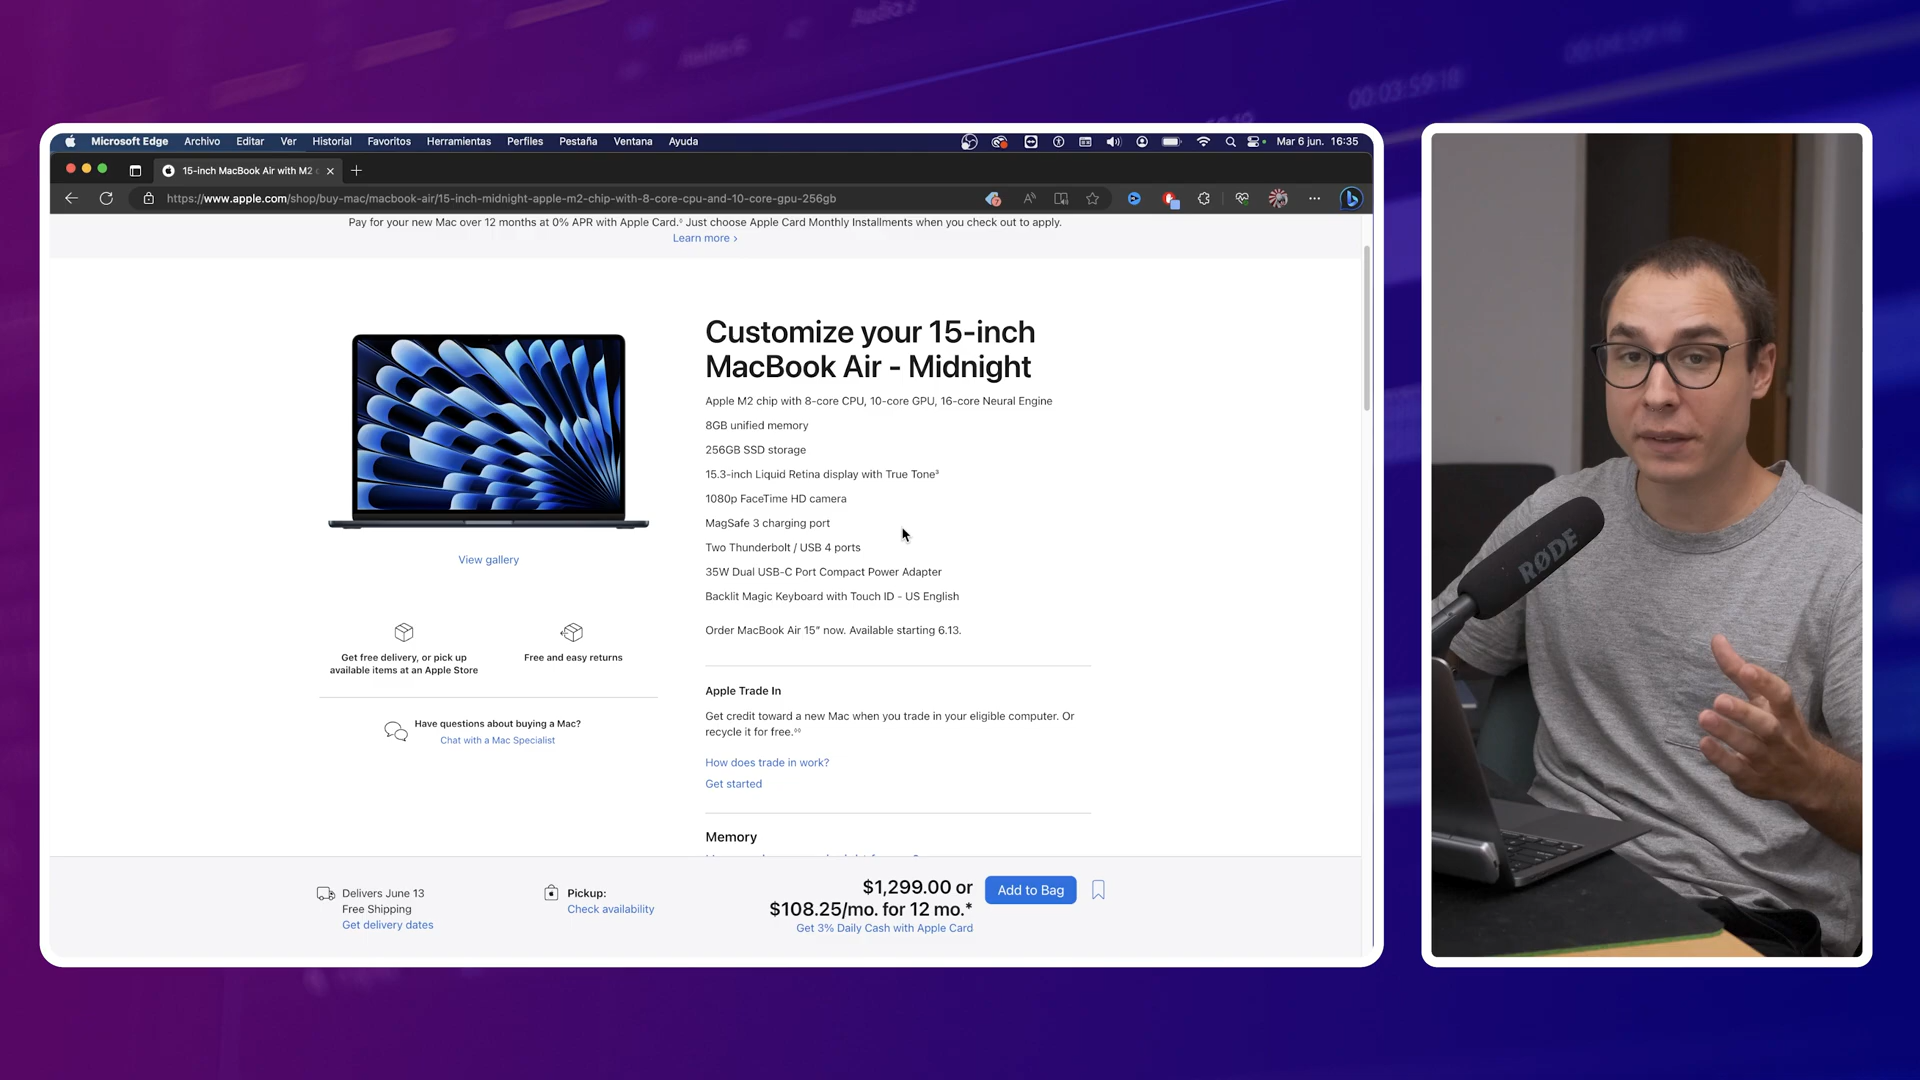 Audio 2
00:03:59:18
00:04:59:16
Microsoft Edge Archivo Editar Ver Historial Favoritos Herramientas Perfiles Pestaña Ventana Ayuda Mar 6 jun. 16:35
15-inch MacBook Air with M2
https://www.apple.com/shop/buy-mac/macbook-air/15-inch-midnight-apple-m2-chip-with-8-core-cpu-and-10-core-gpu-256gb
Pay for your new Mac over 12 months at 0% APR with Apple Card.◊ Just choose Apple Card Monthly Installments when you check out to apply.
Learn more >
Customize your 15-inch
MacBook Air - Midnight
Apple M2 chip with 8-core CPU, 10-core GPU, 16-core Neural Engine
8GB unified memory
256GB SSD storage
15.3-inch Liquid Retina display with True Tone³
1080p FaceTime HD camera
MagSafe 3 charging port
Two Thunderbolt / USB 4 ports
35W Dual USB-C Port Compact Power Adapter
Backlit Magic Keyboard with Touch ID - US English
Order MacBook Air 15” now. Available starting 6.13.
View gallery
Get free delivery, or pick up
available items at an Apple Store
Free and easy returns
Have questions about buying a Mac?
Chat with a Mac Specialist
Apple Trade In
Get credit toward a new Mac when you trade in your eligible computer. Or
recycle it for free.◊◊
How does trade in work?
Get started
Memory
Delivers June 13
Free Shipping
Get delivery dates
Pickup:
Check availability
$1,299.00 or
$108.25/mo. for 12 mo.*
Get 3% Daily Cash with Apple Card
Add to Bag
RØDE